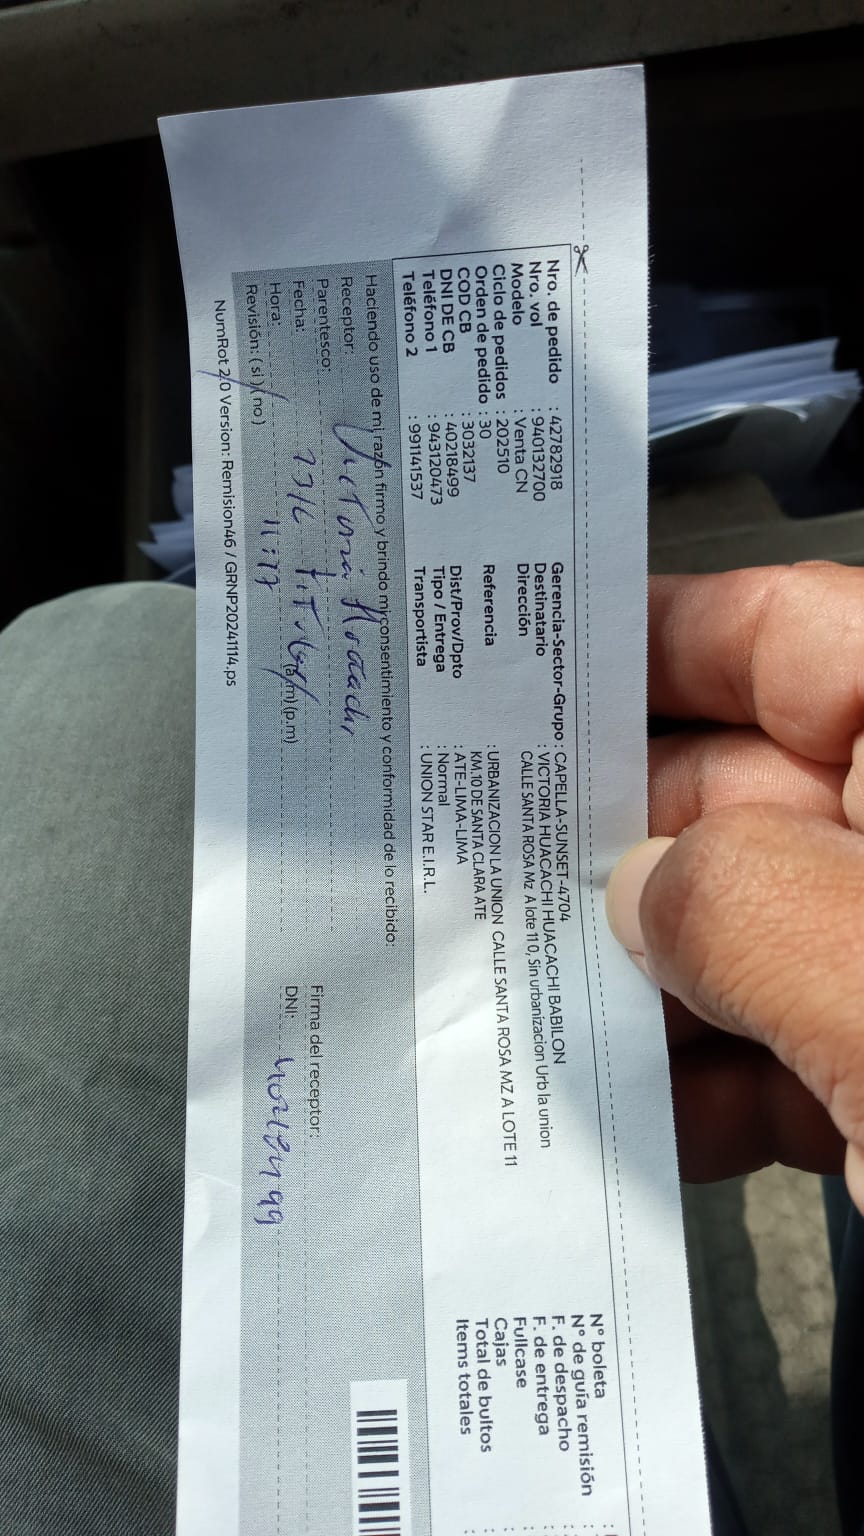 Nro. de pedido : 42782918
Nro. vol : 940132700
Modelo : Venta CN
Ciclo de pedidos : 202510
Orden de pedido : 30
COD CB : 3032137
DNI DE CB : 40218499
Teléfono 1 : 943120473
Teléfono 2 : 991141537
Gerencia-Sector-Grupo : CAPELLA-SUNSET-4704
Destinatario : VICTORIA HUACACHI HUACACHI BABILON
Dirección CALLE SANTA ROSA Mz A lote 11 0, Sin urbanizacion Urb la union
Referencia : URBANIZACION LA UNION CALLE SANTA ROSA MZ A LOTE 11
KM.10 DE SANTA CLARA ATE
Dist/Prov/Dpto : ATE-LIMA-LIMA
Tipo / Entrega : Normal
Transportista : UNION STAR E.I.R.L.
N° boleta :
N° de guía remisión :
F. de despacho :
F. de entrega :
Fullcase
Cajas :
Total de bultos :
Items totales :
Haciendo uso de mi razón firmo y brindo mi consentimiento y conformidad de lo recibido:
Receptor: Victoria
Parentesco: Titular
Fecha:
Hora: (a.m) (p.m)
Revisión: ( si ) ( no )
Firma del receptor:
DNI: 40218499
NumRot 2.0 Version: Remision46 / GRNP20241114.ps